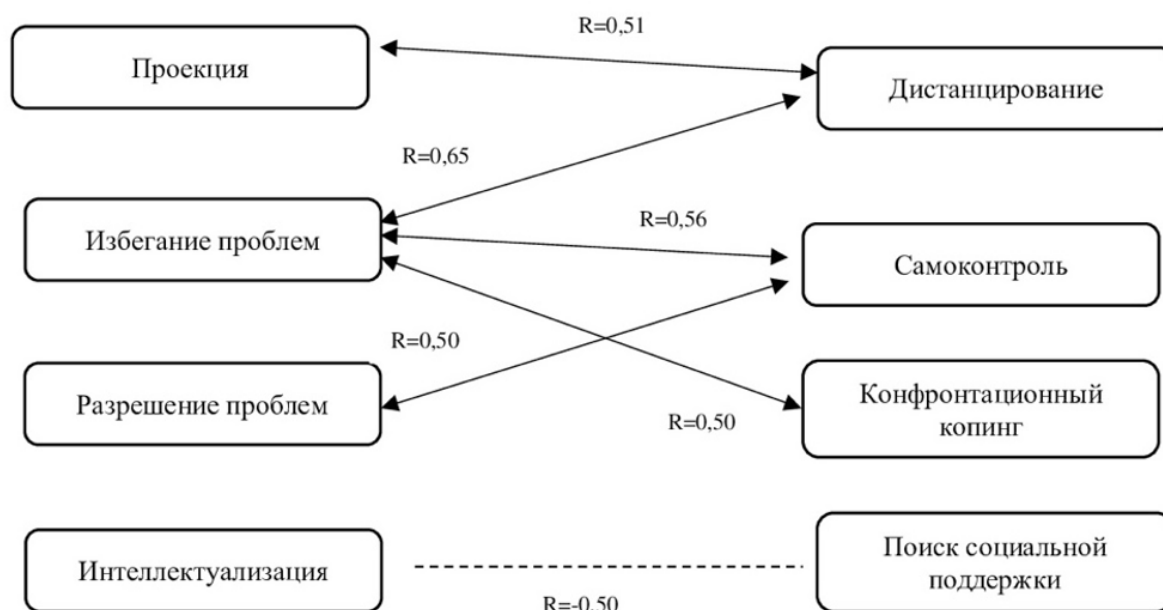 R=0,51
Проекция
Дистанцирование
R=0,65
Избегание проблем
R=0,56
Самоконтроль
R=0,50
Разрешение проблем
Конфронтационный
копинг
R=0,50
Интеллектуализация
Поиск социальной
поддержки
R=-0,50